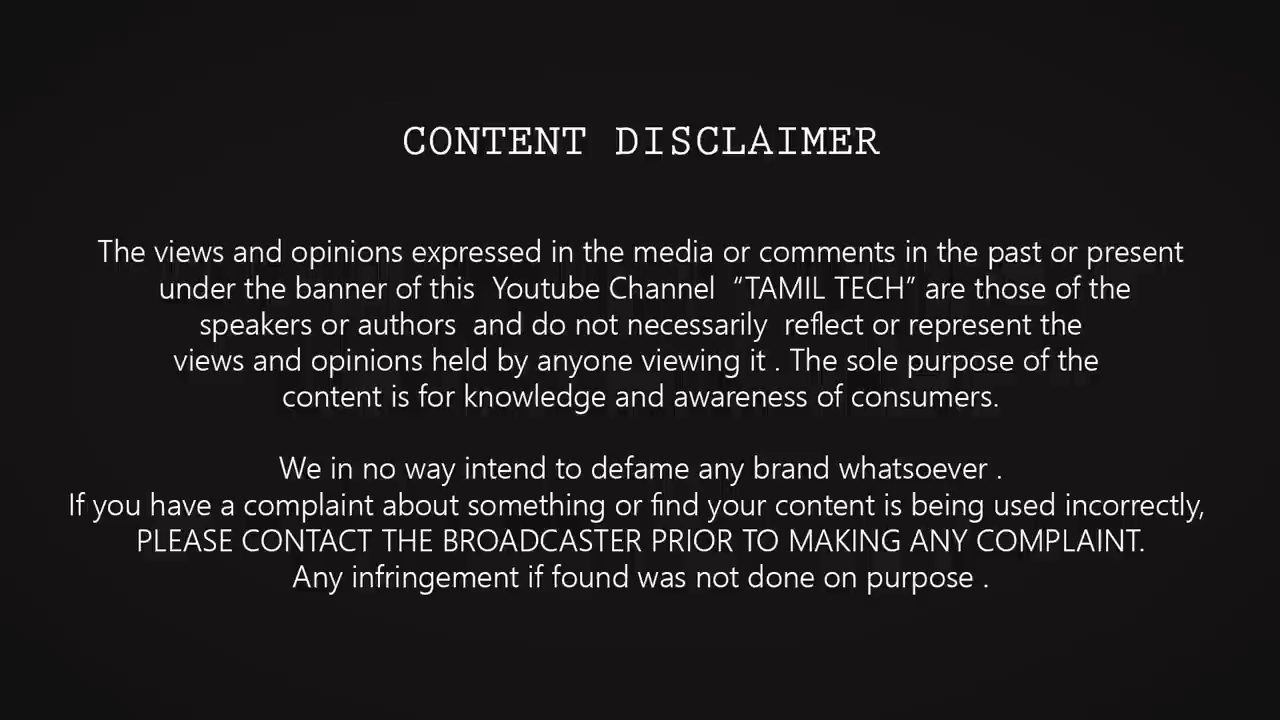 CONTENT DISCLAIMER
The views and opinions expressed in the media or comments in the past or present
under the banner of this Youtube Channel “TAMIL TECH” are those of the
speakers or authors and do not necessarily reflect or represent the
views and opinions held by anyone viewing it . The sole purpose of the
content is for knowledge and awareness of consumers.
We in no way intend to defame any brand whatsoever .
If you have a complaint about something or find your content is being used incorrectly,
PLEASE CONTACT THE BROADCASTER PRIOR TO MAKING ANY COMPLAINT.
Any infringement if found was not done on purpose .